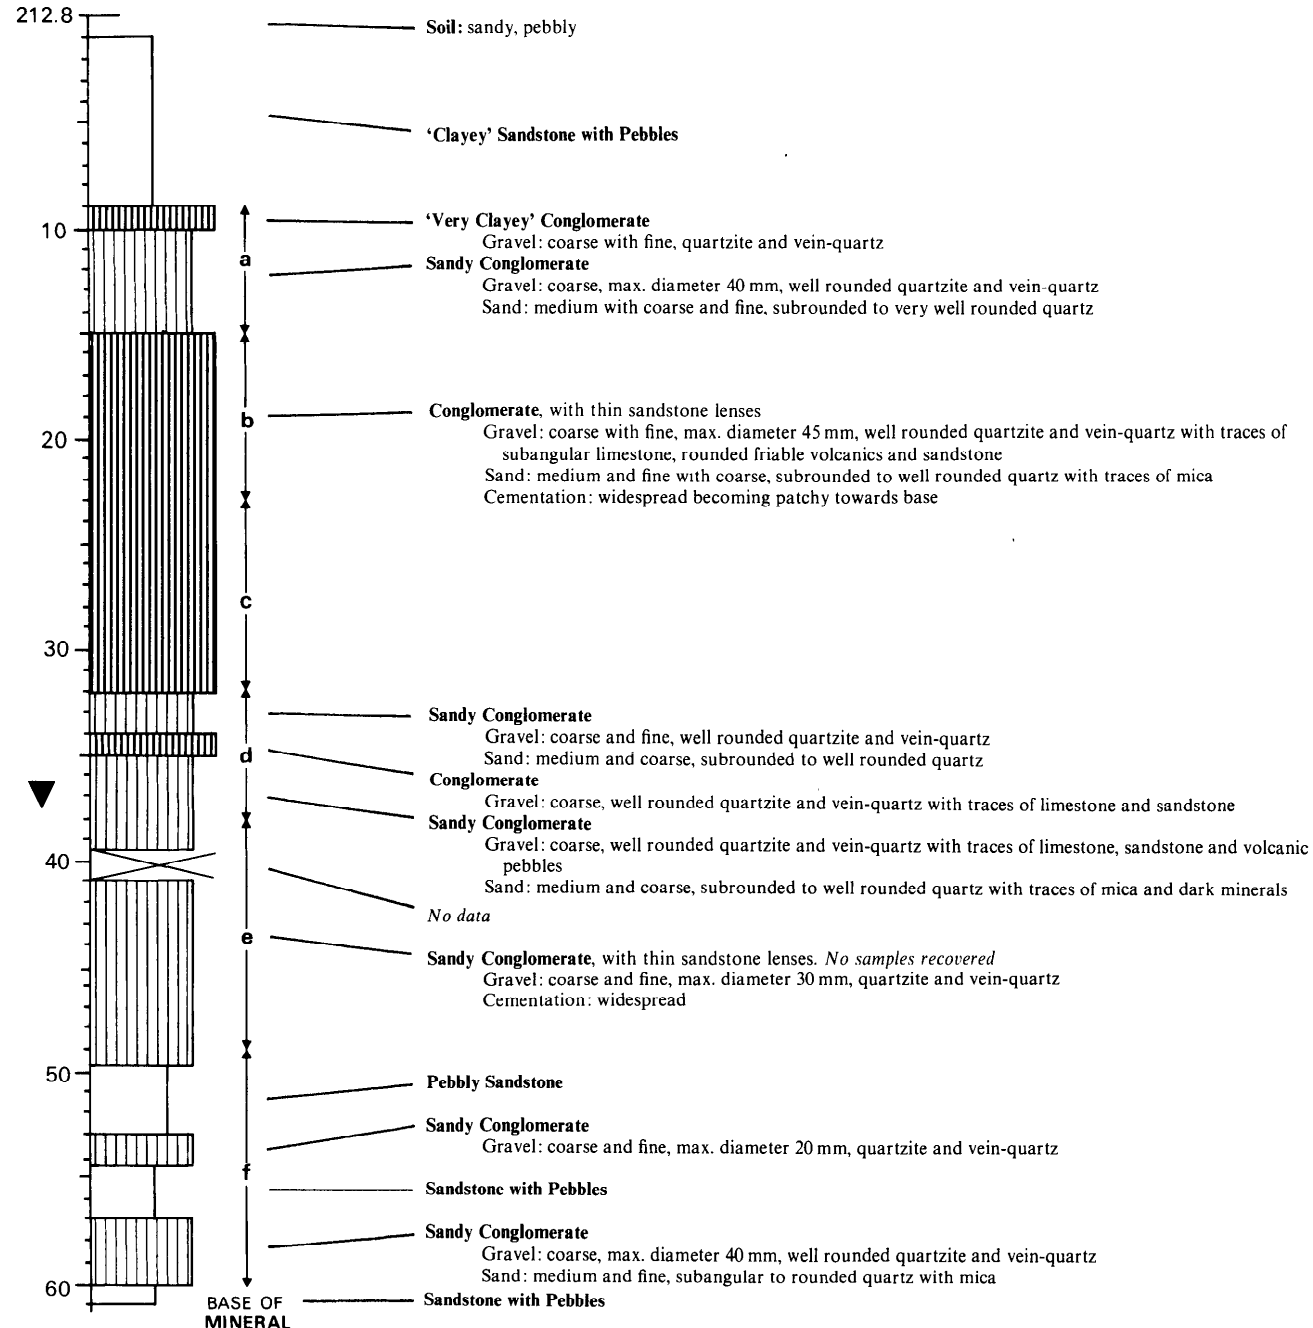 212.8
Soil: sandy, pebbly
‘Clayey’ Sandstone with Pebbles
‘Very Clayey’ Conglomerate
10
Gravel: coarse with fine, quartzite and vein-quartz
a
Sandy Conglomerate
Gravel: coarse, max. diameter 40 mm, well rounded quartzite and vein-quartz
Sand: medium with coarse and fine, subrounded to very well rounded quartz
b
Conglomerate, with thin sandstone lenses
20
Gravel: coarse with fine, max. diameter 45 mm, well rounded quartzite and vein-quartz with traces of
subangular limestone, rounded friable volcanics and sandstone
Sand: medium and fine with coarse, subrounded to well rounded quartz with traces of mica
Cementation: widespread becoming patchy towards base
c
30
Sandy Conglomerate
Gravel: coarse and fine, well rounded quartzite and vein-quartz
d
Sand: medium and coarse, subrounded to well rounded quartz
Conglomerate
Gravel: coarse, well rounded quartzite and vein-quartz with traces of limestone and sandstone
Sandy Conglomerate
Gravel: coarse, well rounded quartzite and vein-quartz with traces of limestone, sandstone and volcanic
40
pebbles
Sand: medium and coarse, subrounded to well rounded quartz with traces of mica and dark minerals
No data
e
Sandy Conglomerate, with thin sandstone lenses. No samples recovered
Gravel: coarse and fine, max. diameter 30 mm, quartzite and vein-quartz
Cementation: widespread
50
Pebbly Sandstone
Sandy Conglomerate
Gravel: coarse and fine, max. diameter 20 mm, quartzite and vein-quartz
f
Sandstone with Pebbles
Sandy Conglomerate
Gravel: coarse, max. diameter 40 mm, well rounded quartzite and vein-quartz
Sand: medium and fine, subangular to rounded quartz with mica
60
BASE OF
Sandstone with Pebbles
MINERAL